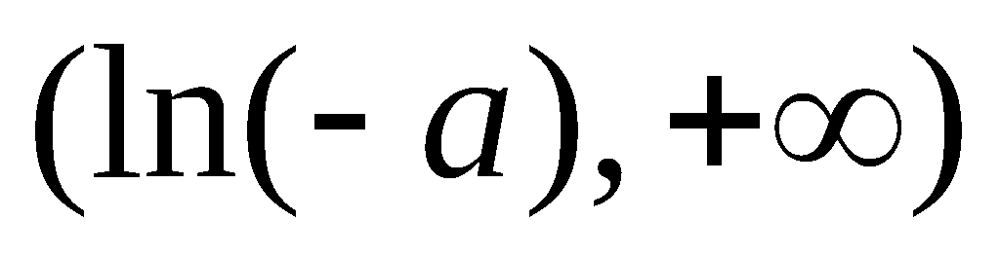 (ln(- a), +∞)